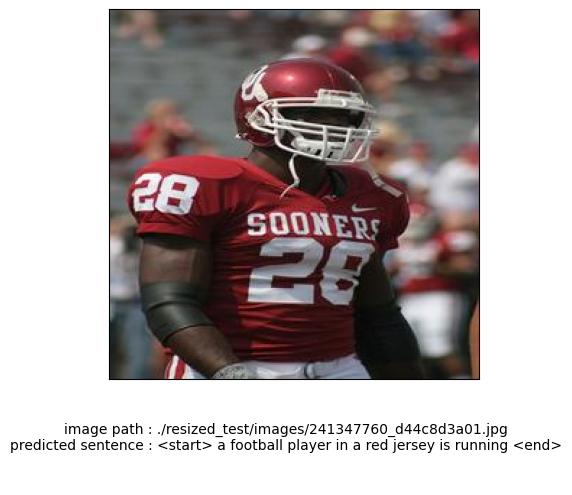 28
SOONERS
28
image path : ./resized_test/images/241347760_d44c8d3a01.jpg
predicted sentence : <start> a football player in a red jersey is running <end>